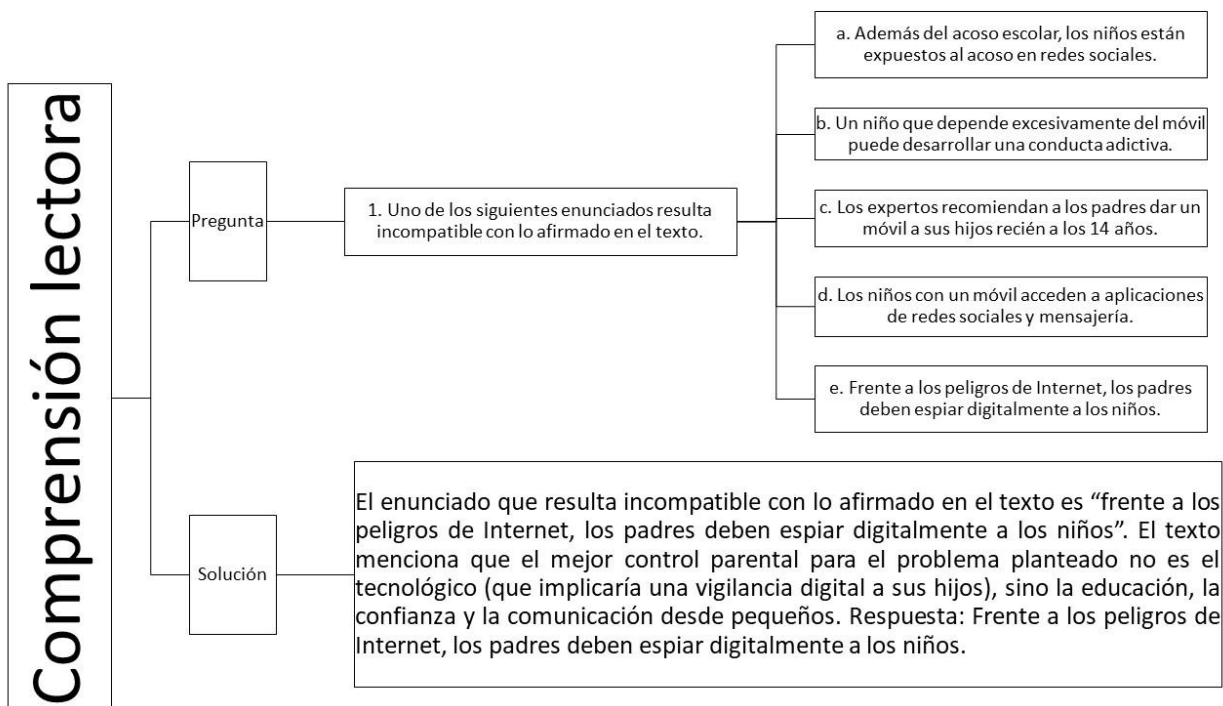 Comprensión lectora
Pregunta
1. Uno de los siguientes enunciados resulta
incompatible con lo afirmado en el texto.
a. Además del acoso escolar, los niños están
expuestos al acoso en redes sociales.
b. Un niño que depende excesivamente del móvil
puede desarrollar una conducta adictiva.
c. Los expertos recomiendan a los padres dar un
móvil a sus hijos recién a los 14 años.
d. Los niños con un móvil acceden a aplicaciones
de redes sociales y mensajería.
e. Frente a los peligros de Internet, los padres
deben espiar digitalmente a los niños.
Solución
El enunciado que resulta incompatible con lo afirmado en el texto es “frente a los
peligros de Internet, los padres deben espiar digitalmente a los niños”. El texto
menciona que el mejor control parental para el problema planteado no es el
tecnológico (que implicaría una vigilancia digital a sus hijos), sino la educación, la
confianza y la comunicación desde pequeños. Respuesta: Frente a los peligros de
Internet, los padres deben espiar digitalmente a los niños.